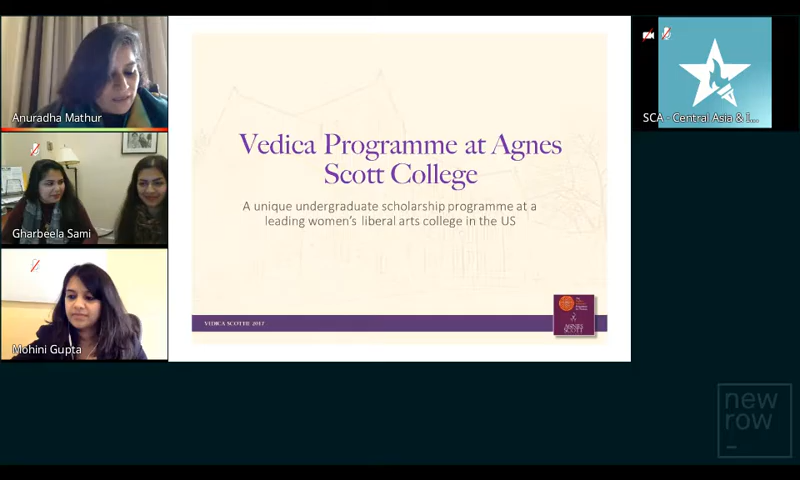 Anuradha Mathur
Gharbeela Sami
Mohini Gupta
Vedica Programme at Agnes
Scott College
A unique undergraduate scholarship programme at a
leading women's liberal arts college in the US
VEDICA SCOTTIE 2017
AGNES
SCOTT
SCA - Central Asia & I...
new
row